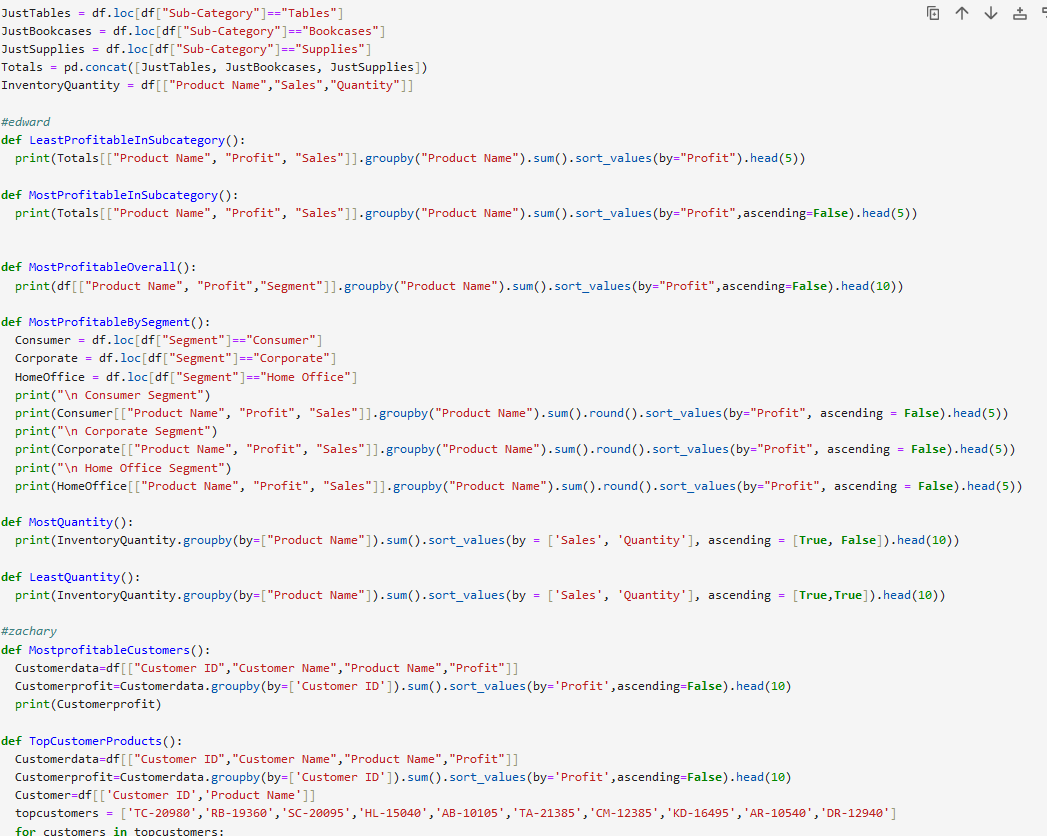 JustTables = df.loc[df["Sub-Category"]=="Tables"]
JustBookcases = df.loc[df["Sub-Category"]=="Bookcases"]
JustSupplies = df.loc[df["Sub-Category"]=="Supplies"]
Totals = pd.concat([JustTables, JustBookcases, JustSupplies])
InventoryQuantity = df[["Product Name","Sales","Quantity"]]

#edward
def LeastProfitableInSubcategory():
  print(Totals[["Product Name", "Profit", "Sales"]].groupby("Product Name").sum().sort_values(by="Profit").head(5))

def MostProfitableInSubcategory():
  print(Totals[["Product Name", "Profit", "Sales"]].groupby("Product Name").sum().sort_values(by="Profit",ascending=False).head(5))


def MostProfitableOverall():
  print(df[["Product Name", "Profit","Segment"]].groupby("Product Name").sum().sort_values(by="Profit",ascending=False).head(10))

def MostProfitableBySegment():
  Consumer = df.loc[df["Segment"]=="Consumer"]
  Corporate = df.loc[df["Segment"]=="Corporate"]
  HomeOffice = df.loc[df["Segment"]=="Home Office"]
  print("\n Consumer Segment")
  print(Consumer[["Product Name", "Profit", "Sales"]].groupby("Product Name").sum().round().sort_values(by="Profit", ascending = False).head(5))
  print("\n Corporate Segment")
  print(Corporate[["Product Name", "Profit", "Sales"]].groupby("Product Name").sum().round().sort_values(by="Profit", ascending = False).head(5))
  print("\n Home Office Segment")
  print(HomeOffice[["Product Name", "Profit", "Sales"]].groupby("Product Name").sum().round().sort_values(by="Profit", ascending = False).head(5))

def MostQuantity():
  print(InventoryQuantity.groupby(by=["Product Name"]).sum().sort_values(by = ['Sales', 'Quantity'], ascending = [True, False]).head(10))

def LeastQuantity():
  print(InventoryQuantity.groupby(by=["Product Name"]).sum().sort_values(by = ['Sales', 'Quantity'], ascending = [True,True]).head(10))

#zachary
def MostprofitableCustomers():
  Customerdata=df[["Customer ID","Customer Name","Product Name","Profit"]]
  Customerprofit=Customerdata.groupby(by=['Customer ID']).sum().sort_values(by='Profit',ascending=False).head(10)
  print(Customerprofit)

def TopCustomerProducts():
  Customerdata=df[["Customer ID","Customer Name","Product Name","Profit"]]
  Customerprofit=Customerdata.groupby(by=['Customer ID']).sum().sort_values(by='Profit',ascending=False).head(10)
  Customer=df[['Customer ID','Product Name']]
  topcustomers = ['TC-20980','RB-19360','SC-20095','HL-15040','AB-10105','TA-21385','CM-12385','KD-16495','AR-10540','DR-12940']
  for customers in topcustomers: